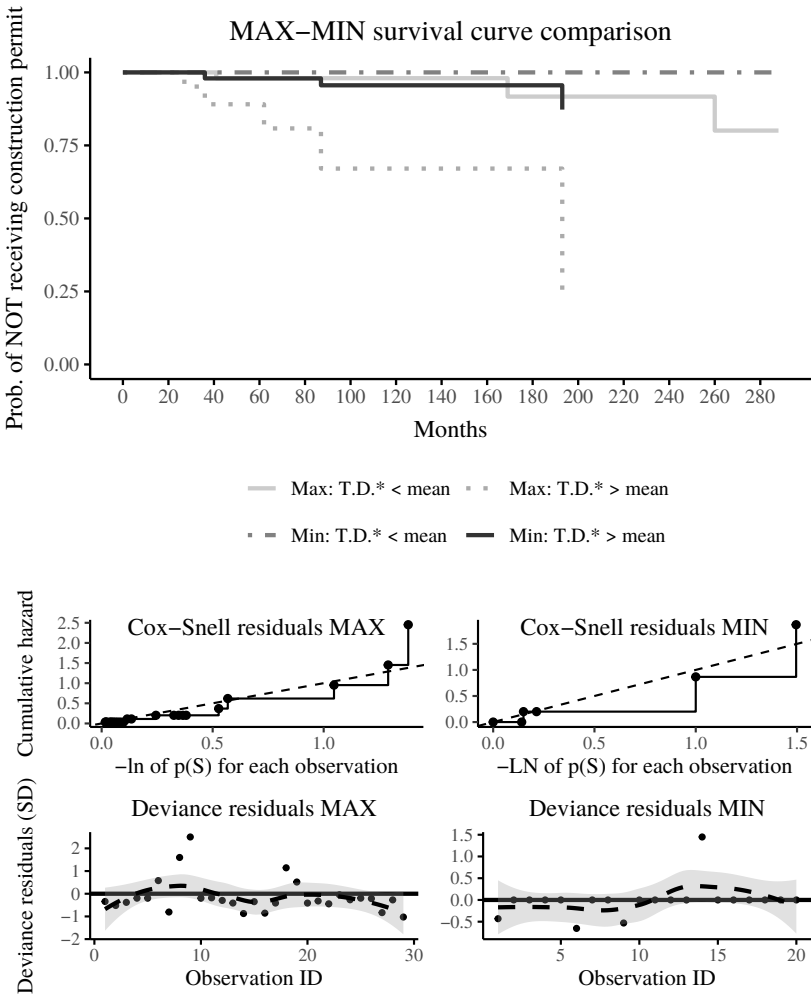 MAX−MIN survival curve comparison
Prob. of NOT receiving construction permit
1.00
0.75
0.50
0.25
0.00
0 20 40 60 80 100 120 140 160 180 200 220 240 260 280
Months
Max: T.D.* < mean Max: T.D.* > mean
Min: T.D.* < mean Min: T.D.* > mean
Cumulative hazard
Cox−Snell residuals MAX
2.5
2.0
1.5
1.0
0.5
0.0
0.0 0.5 1.0
−ln of p(S) for each observation
Cox−Snell residuals MIN
1.5
1.0
0.5
0.0
0.0 0.5 1.0 1.5
−LN of p(S) for each observation
Deviance residuals (SD)
Deviance residuals MAX
2
1
0
−1
−2
0 10 20 30
Observation ID
Deviance residuals MIN
1.5
1.0
0.5
0.0
−0.5
5 10 15 20
Observation ID